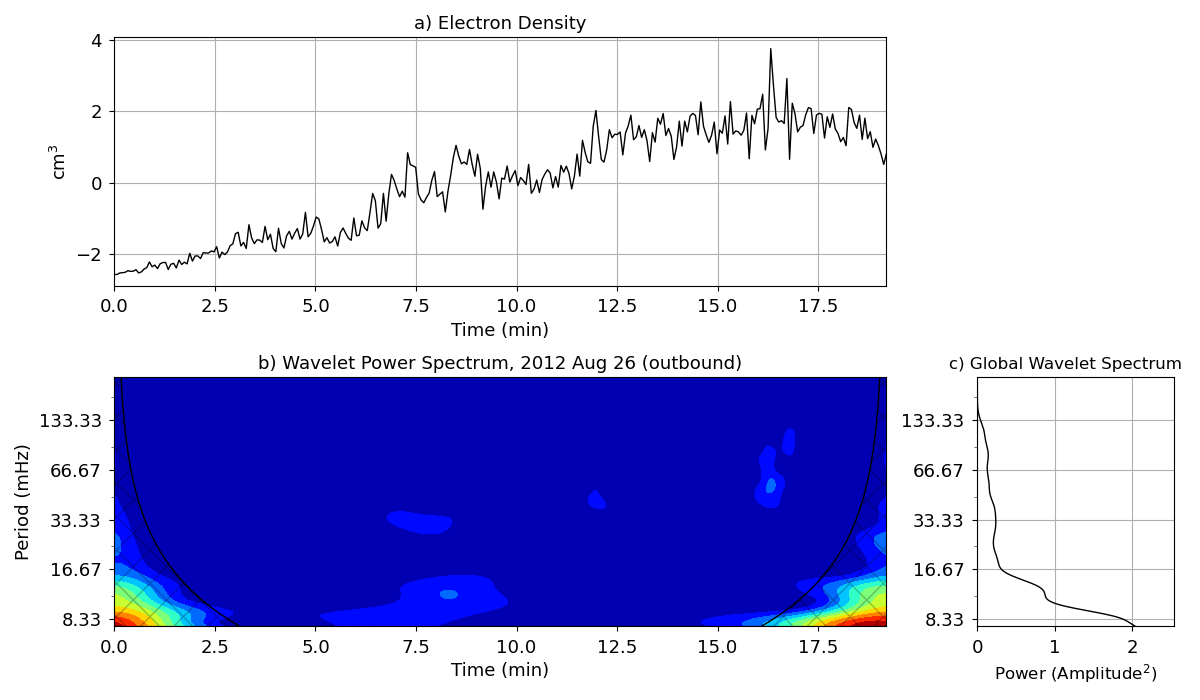 a) Electron Density
4
2
0
−2
cm³
0.0 2.5 5.0 7.5 10.0 12.5 15.0 17.5
Time (min)
b) Wavelet Power Spectrum, 2012 Aug 26 (outbound)
133.33
66.67
33.33
16.67
8.33
Period (mHz)
0.0 2.5 5.0 7.5 10.0 12.5 15.0 17.5
Time (min)
c) Global Wavelet Spectrum
133.33
66.67
33.33
16.67
8.33
0 1 2
Power (Amplitude²)